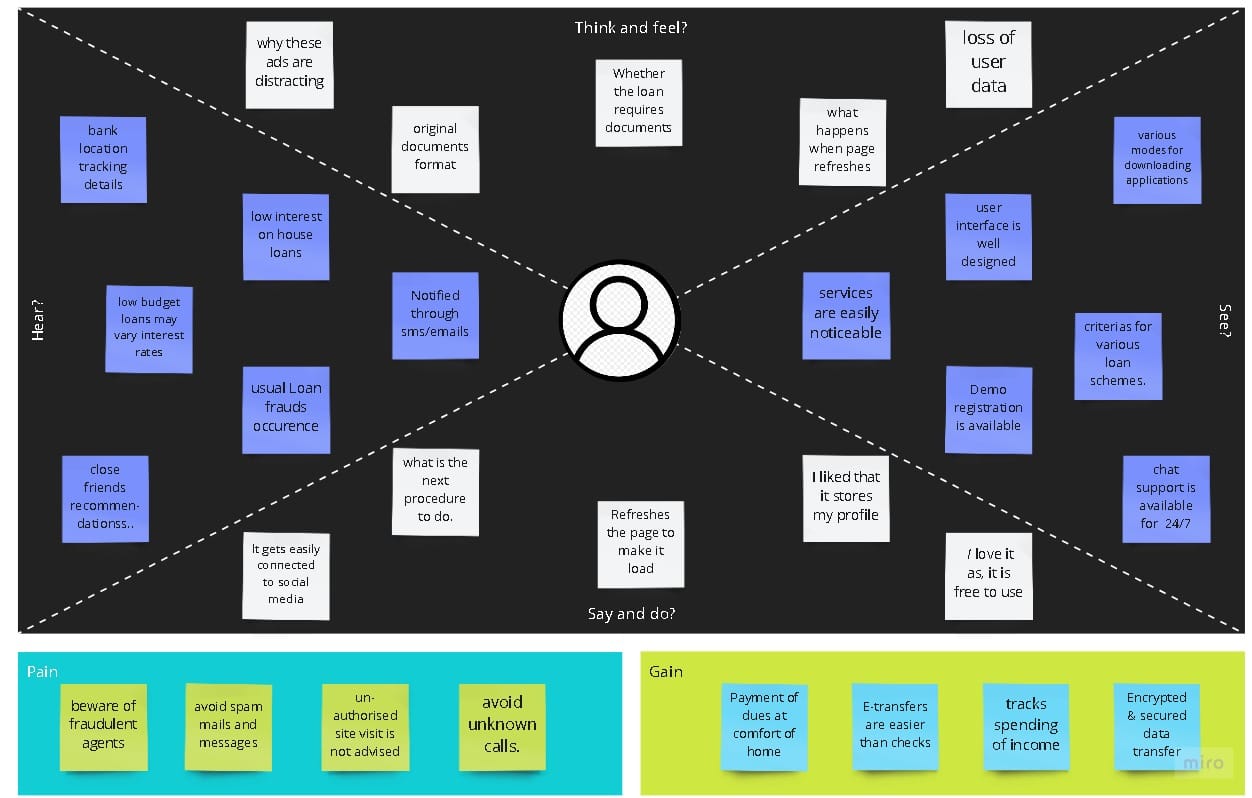 Think and feel?
why these
ads are
distracting
original
documents
format
Whether
the loan
requires
documents
what
happens
when page
refreshes
loss of
user
data
Hear?
bank
location
tracking
details
low interest
on house
loans
low budget
loans may
vary interest
rates
Notified
through
sms/emails
usual Loan
frauds
occurence
close
friends
recommen-
dationss..
See?
various
modes for
downloading
applications
user
interface is
well
designed
services
are easily
noticeable
criterias for
various
loan
schemes.
Demo
registration
is available
chat
support is
available
for 24/7
what is the
next
procedure
to do.
It gets easily
connected
to social
media
Refreshes
the page to
make it
load
I liked that
it stores
my profile
I love it
as, it is
free to use
Say and do?
Pain
beware of
fraudulent
agents
avoid spam
mails and
messages
un-
authorised
site visit is
not advised
avoid
unknown
calls.
Gain
Payment of
dues at
comfort of
home
E-transfers
are easier
than checks
tracks
spending
of income
Encrypted
& secured
data
transfer
miro